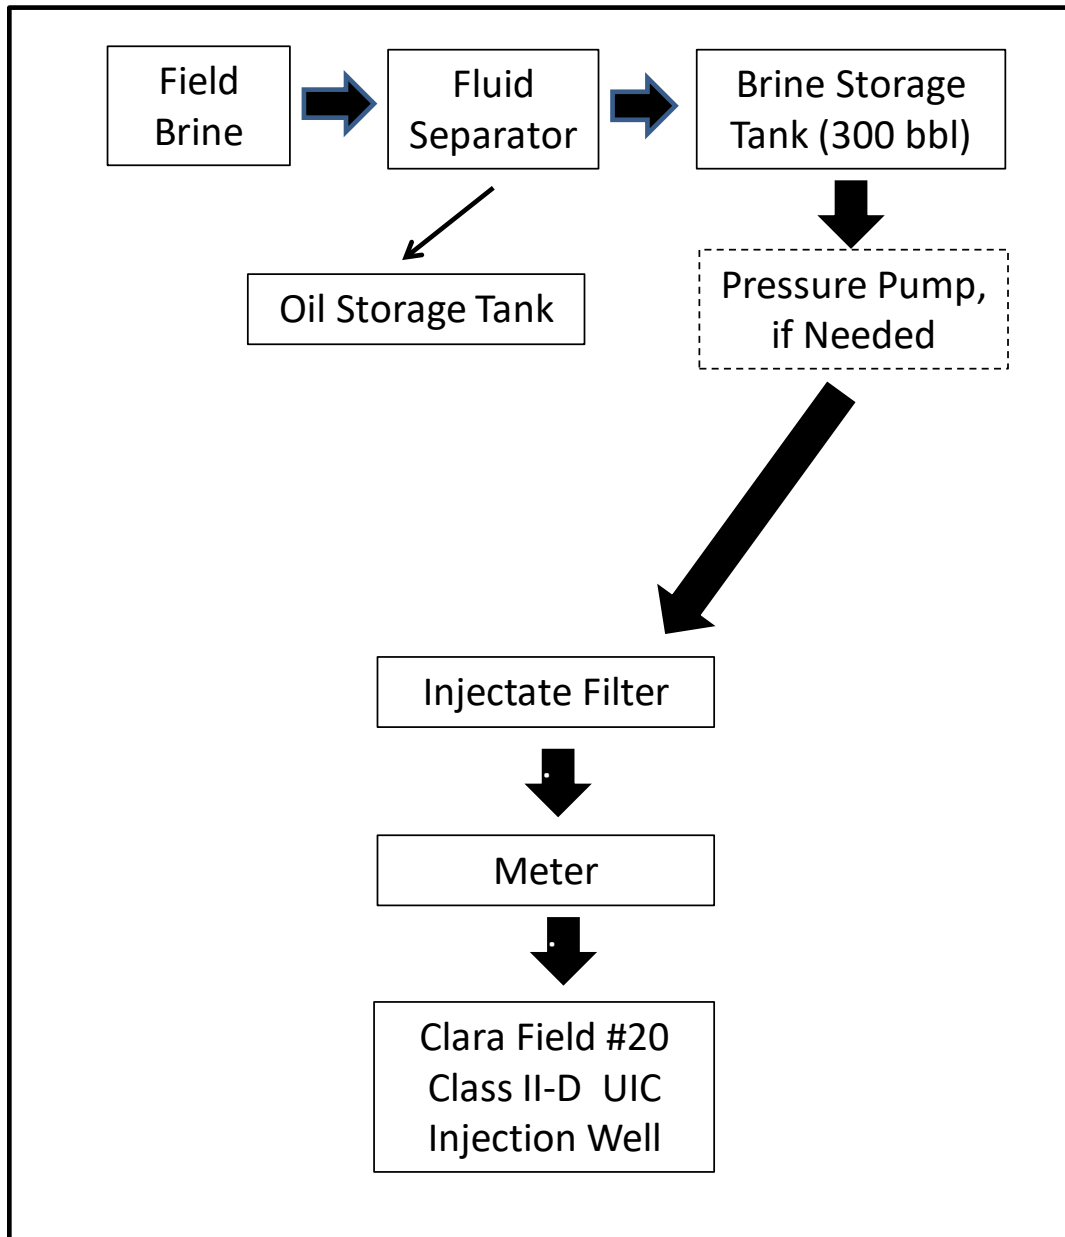 Field
Brine
Fluid
Separator
Brine Storage
Tank (300 bbl)
Oil Storage Tank
Pressure Pump,
if Needed
Injectate Filter
Meter
Clara Field #20
Class II-D UIC
Injection Well